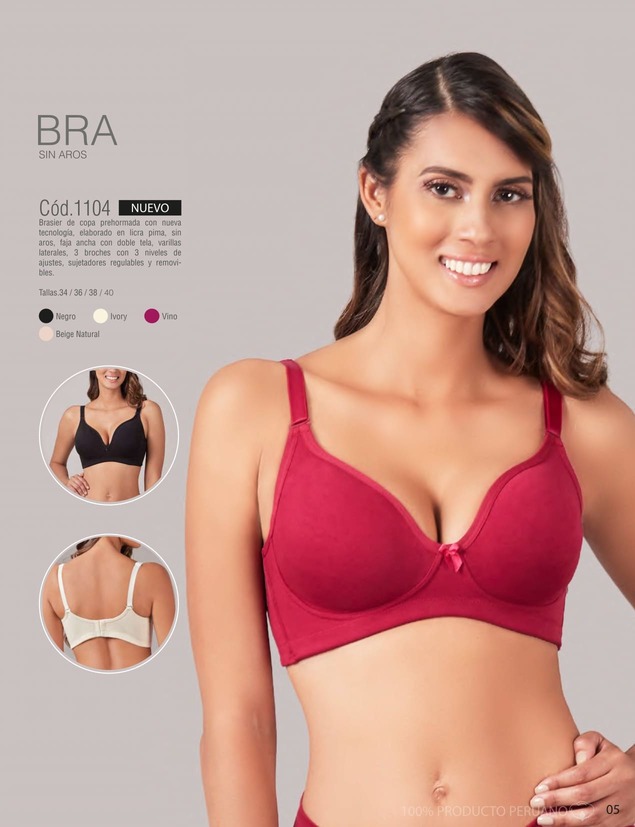 BRA
SIN AROS
Cód.1104 NUEVO
Brasier de copa prehormada con nueva
tecnología, elaborado en licra pima, sin
aros, faja ancha con doble tela, varillas
laterales, 3 broches con 3 niveles de
ajustes, sujetadores regulables y removi-
bles.
Tallas.34 / 36 / 38 / 40
Negro Ivory Vino
Beige Natural
100% PRODUCTO PERUANO 05